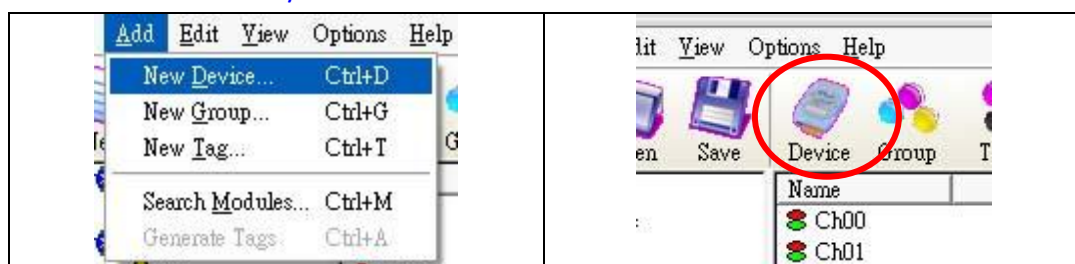 Add Edit View Options Help
New Device... Ctrl+D
New Group... Ctrl+G
New Tag... Ctrl+T
Search Modules... Ctrl+M
Generate Tags Ctrl+A
G
dit View Options Help
en Save Device Group T
Name
Ch00
Ch01